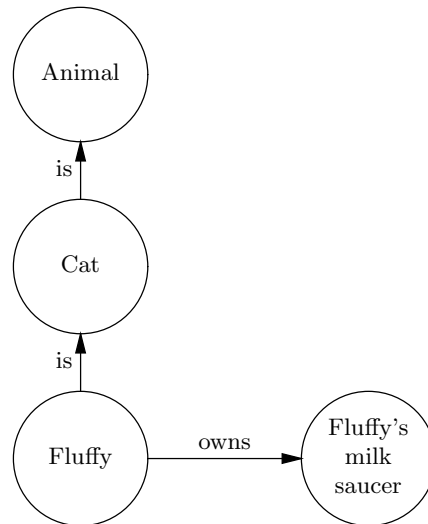 Animal
is
Cat
is
Fluffy
owns
Fluffy's
milk
saucer